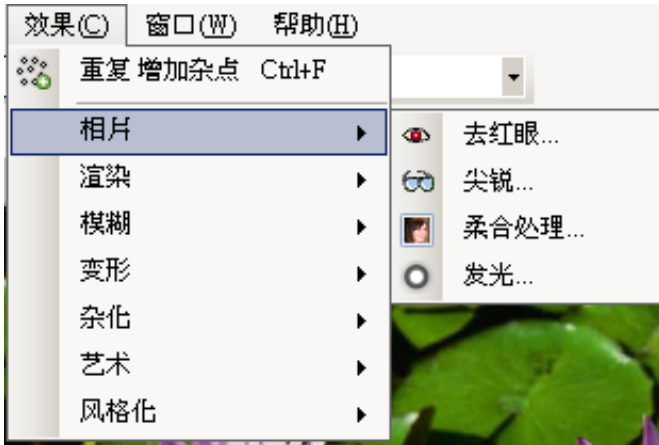 效果(C) 窗口(W) 帮助(H)
重复 增加杂点 Ctrl+F
相片
去红眼...
尖锐...
柔合处理...
发光...
渲染
模糊
变形
杂化
艺术
风格化